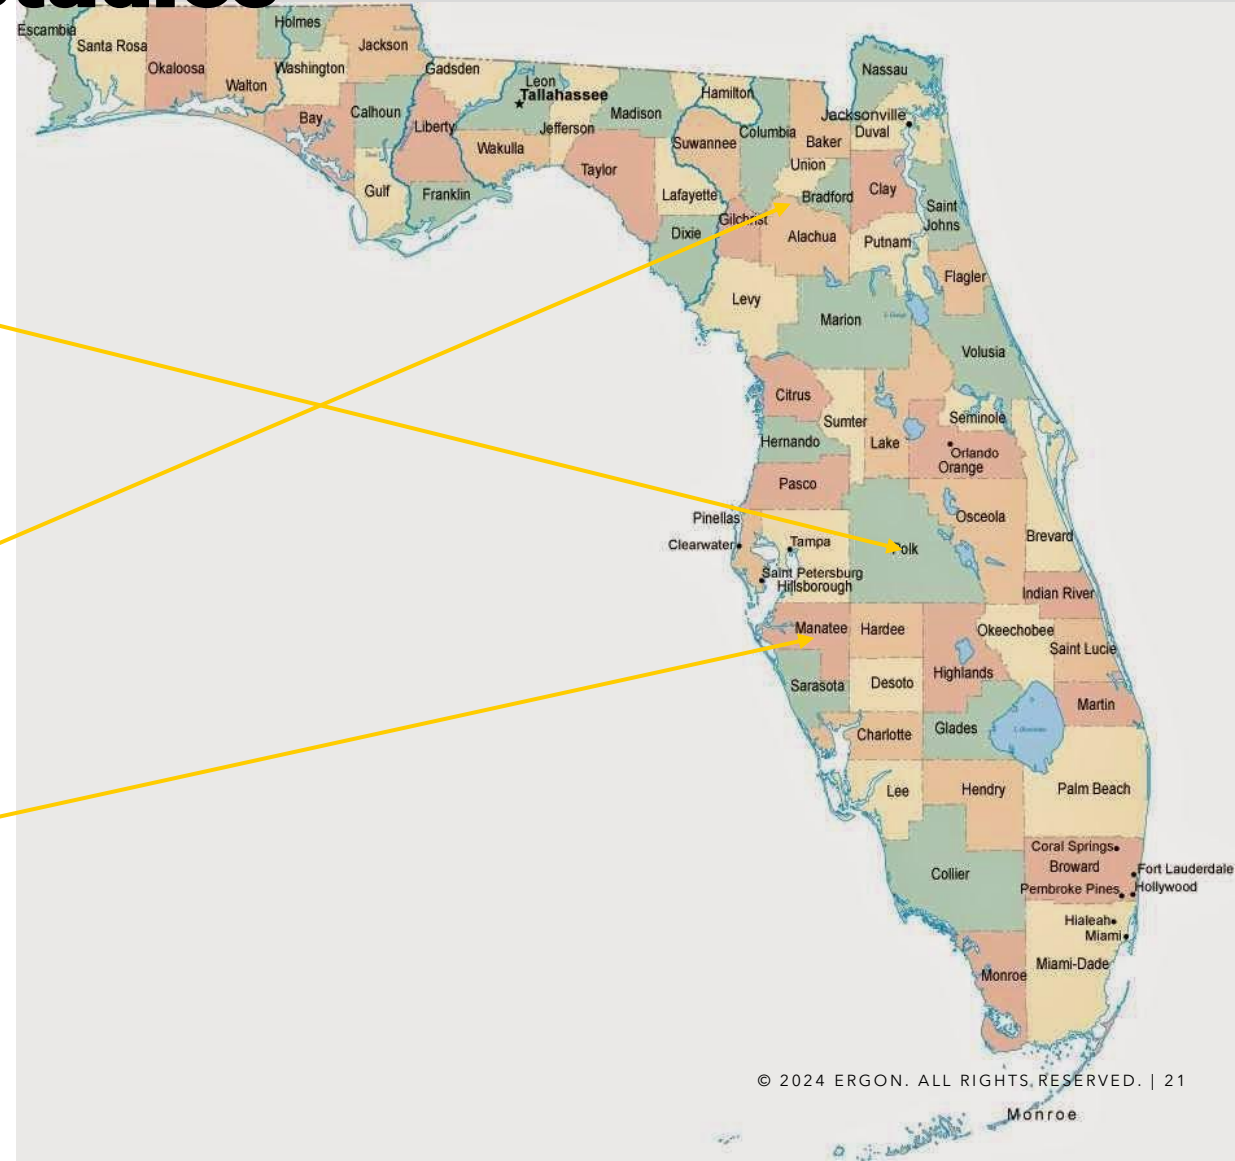 Escambia
Santa Rosa
Okaloosa
Walton
Holmes
Washington
Jackson
Bay
Calhoun
Gulf
Gadsden
Liberty
Franklin
Leon
Tallahassee
Wakulla
Jefferson
Madison
Taylor
Hamilton
Suwannee
Lafayette
Dixie
Columbia
Gilchrist
Baker
Union
Bradford
Alachua
Nassau
Jacksonville
Duval
Clay
Saint
Johns
Putnam
Flagler
Levy
Marion
Volusia
Citrus
Sumter
Lake
Seminole
Hernando
Orlando
Orange
Pasco
Pinellas
Clearwater
Tampa
Saint Petersburg
Hillsborough
Polk
Osceola
Brevard
Indian River
Manatee
Hardee
Okeechobee
Saint Lucie
Highlands
Sarasota
Desoto
Martin
Charlotte
Glades
Lee
Hendry
Palm Beach
Collier
Coral Springs
Broward
Fort Lauderdale
Pembroke Pines
Hollywood
Hialeah
Miami
Miami-Dade
Monroe
© 2024 ERGON. ALL RIGHTS RESERVED. | 21
Monroe